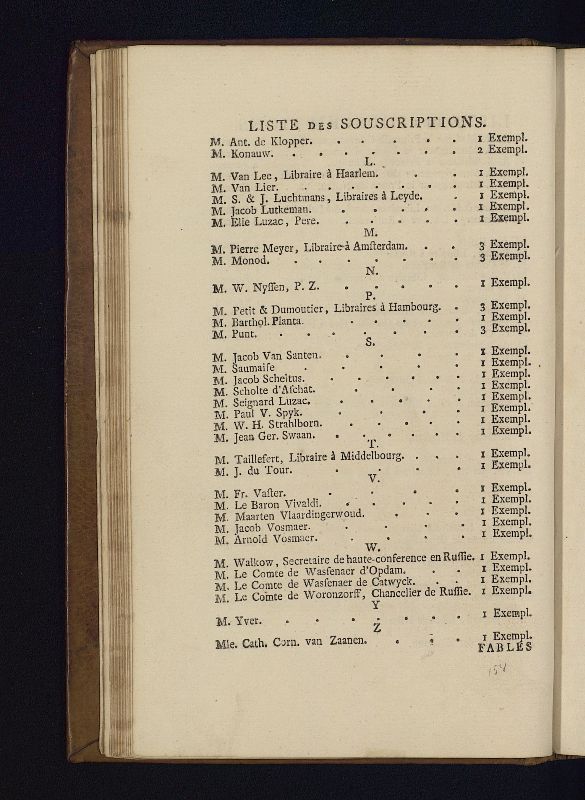 LISTE DES SOUSCRIPTIONS.
M. Ant. de Klopper. . . . . . 1 Exempl.
M. Konauw. . . . . . . . 2 Exempl.
L.
M. Van Lee, Libraire à Haarlem. . . 1 Exempl.
M. Van Lier. . . . . . . . 1 Exempl.
M. S. & J. Luchtmans, Libraires à Leyde. . 1 Exempl.
M. Jacob Lutkeman. . . . . . 1 Exempl.
M. Elie Luzac, Pere. . . . . . 1 Exempl.
M.
M. Pierre Meyer, Libraire à Amſterdam. . . 3 Exempl.
M. Monod. . . . . . . . 3 Exempl.
N.
M. W. Nyſſen, P. Z. . . . . . 1 Exempl.
P.
M. Petit & Dumoutier, Libraires à Hambourg. . 3 Exempl.
M. Barthol. Planta. . . . . . 1 Exempl.
M. Punt. . . . . . . . 3 Exempl.
S.
M. Jacob Van Santen. . . . . 1 Exempl.
M. Saumaiſe . . . . . 1 Exempl.
M. Jacob Scheltus. . . . . . . 1 Exempl.
M. Scholte d'Aſchat. . . . . . 1 Exempl.
M. Seignard Luzac. . . . . . 1 Exempl.
M. Paul V. Spyk. . . . . . 1 Exempl.
M. W. H. Strahlborn. . . . . . 1 Exempl.
M. Jean Ger. Swaan. . . . . . . 1 Exempl.
T.
M. Taillefert, Libraire à Middelbourg. . . . 1 Exempl.
M. J. du Tour. . . . . . 1 Exempl.
V.
M. Fr. Vaſter. . . . . . 1 Exempl.
M. Le Baron Vivaldi. . . . . . 1 Exempl.
M. Maarten Vlaardingerwoud. . . . 1 Exempl.
M. Jacob Vosmaer. . . . . 1 Exempl.
M. Arnold Vosmaer. . . . . 1 Exempl.
W.
M. Walkow, Secretaire de haute-conference en Ruſſie. 1 Exempl.
M. Le Comte de Waſſenaer d'Opdam. . . 1 Exempl.
M. Le Comte de Waſſenaer de Catwyck. . . 1 Exempl.
M. Le Comte de Woronzorff, Chancelier de Ruſſie. 1 Exempl.
Y
M. Yver. . . . . . . . 1 Exempl.
Z
Mle. Cath. Corn. van Zaanen. . . . 1 Exempl.
FABLES